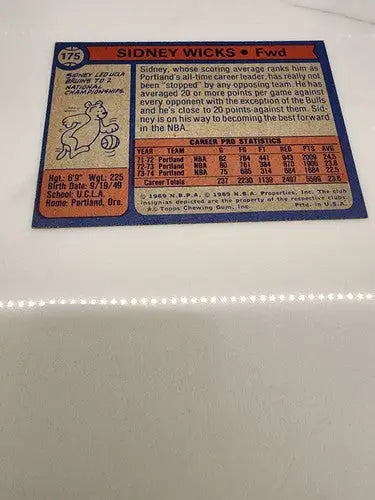 175
SIDNEY WICKS • Fwd
SIDNEY LED UCLA
BRUINS TO 2
NATIONAL
CHAMPIONSHIPS.
Hgt.: 6'9" Wgt.: 225
Birth Date: 9/19/49
School: U.C.L.A.
Home: Portland, Ore.
Sidney, whose scoring average ranks him as
Portland's all-time career leader, has really not
been "stopped" by any opposing team. He has
averaged 20 or more points per game against
every opponent with the exception of the Bulls
and he's close to 20 points-against them. Sid-
ney is on his way to becoming the best forward
in the NBA.
CAREER PRO STATISTICS
YEAR TEAM G FG FT REB PTS AVG
71-72 Portland NBA 82 784 441 943 2009 24.5
72-73 Portland NBA 80 761 384 870 1906 23.8
73-74 Portland NBA 75 685 314 684 1684 22.5
Career Totals 237 2230 1139 2497 5599 23.6
© 1969 N.B.P.A. © 1969 N.B.A. Properties, Inc. The club
insignias depicted are the property of the respective clubs.
© Topps Chewing Gum, Inc. Prtd. in U.S.A.